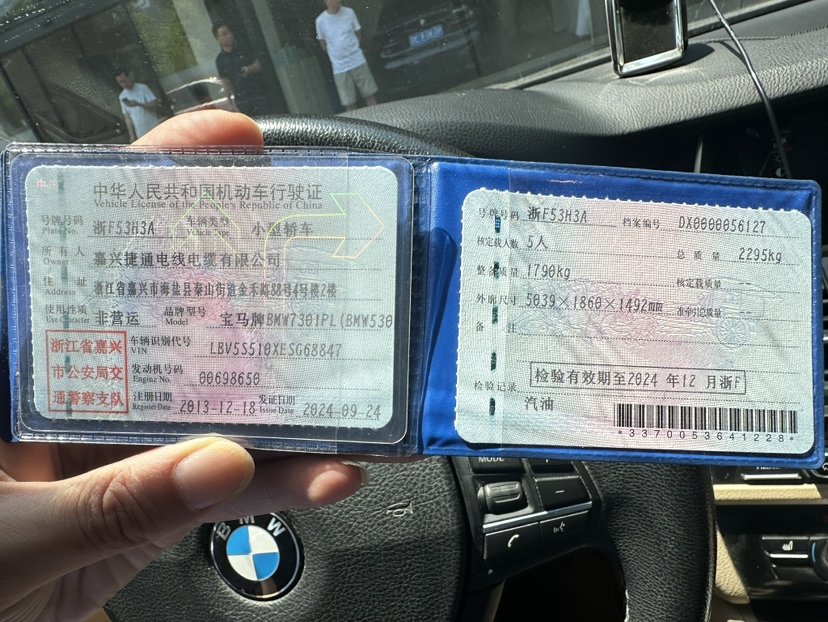 中华人民共和国机动车行驶证
Vehicle License of the People's Republic of China
号牌号码 浙F53H3A 车辆类型 小型轿车
Plate No. Vehicle Type
所有人 嘉兴捷通电线电缆有限公司
Owner
住址 浙江省嘉兴市海盐县秦山街道金禾路88号4号楼2楼
Address
使用性质 非营运 品牌型号 宝马牌BMW7301PL(BMW530
Use Character Model
浙江省嘉兴
市公安局交
通警察支队
车辆识别代号 LBV5S510XESG68847
VIN
发动机号码 00698650
Engine No.
注册日期 2013-12-18 发证日期 2024-09-24
Register Date Issue Date
号牌号码 浙F53H3A 档案编号 DX0000056127
核定载人数 5人 总质量 2295kg
整备质量 1790kg 核定载质量
外廓尺寸 5039×1860×1492mm 准牵引总质量
备注
检验有效期至2024 年12 月浙F
检验记录
汽油
*3370053641228*
MODE
BMW